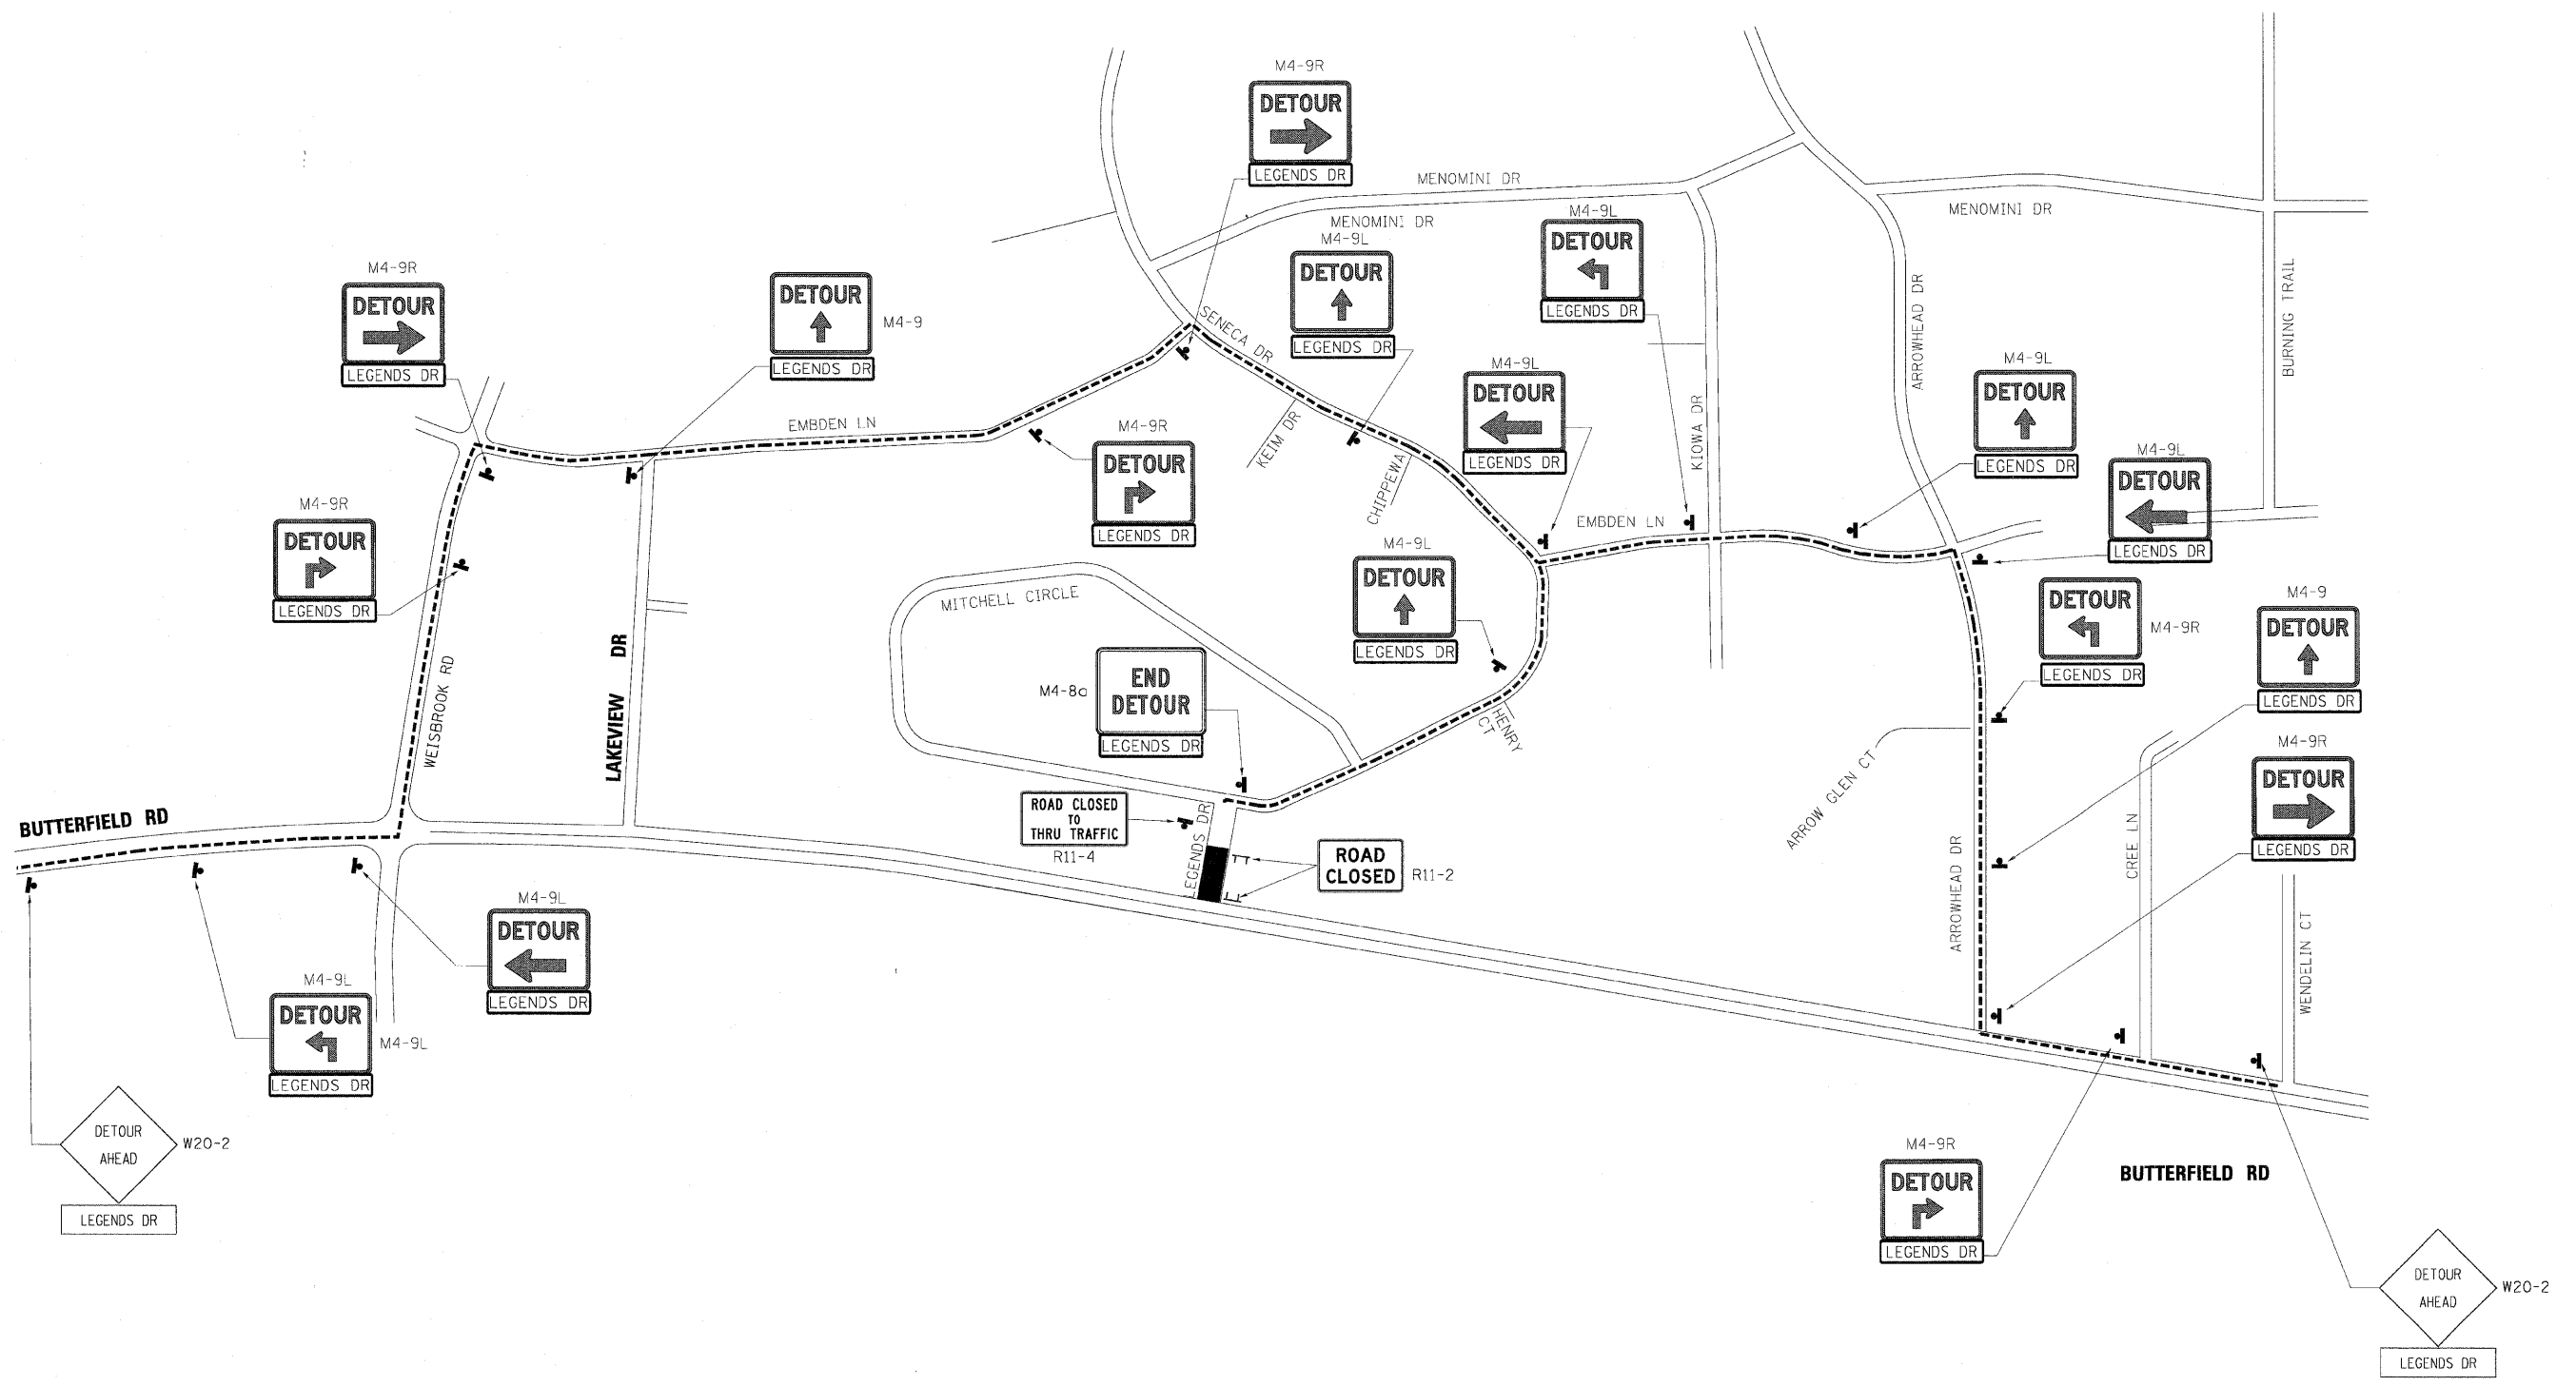 M4-9R
DETOUR
LEGENDS DR
MENOMINI DR
MENOMINI DR
MENOMINI DR
M4-9L
DETOUR
LEGENDS DR
M4-9L
DETOUR
LEGENDS DR
M4-9R
DETOUR
LEGENDS DR
DETOUR
M4-9
LEGENDS DR
SENECA DR
ARROWHEAD DR
BURNING TRAIL
M4-9L
DETOUR
LEGENDS DR
M4-9L
DETOUR
LEGENDS DR
EMBDEN LN
KEIM DR
CHIPPEWA
KIOWA DR
M4-9R
DETOUR
LEGENDS DR
M4-9L
DETOUR
LEGENDS DR
M4-9R
DETOUR
LEGENDS DR
EMBDEN LN
M4-9L
DETOUR
LEGENDS DR
MITCHELL CIRCLE
DETOUR
M4-9R
LEGENDS DR
M4-9
DETOUR
LEGENDS DR
WEISBROOK RD
LAKEVIEW DR
M4-8a
END
DETOUR
LEGENDS DR
HENRY
CT
M4-9R
DETOUR
LEGENDS DR
BUTTERFIELD RD
ROAD CLOSED
TO
THRU TRAFFIC
R11-4
LEGENDS DR
ROAD
CLOSED
R11-2
ARROW GLEN CT
ARROWHEAD DR
CREE LN
WENDELIN CT
M4-9L
DETOUR
LEGENDS DR
M4-9L
DETOUR
M4-9L
LEGENDS DR
DETOUR
AHEAD
W20-2
LEGENDS DR
M4-9R
DETOUR
LEGENDS DR
BUTTERFIELD RD
DETOUR
AHEAD
W20-2
LEGENDS DR